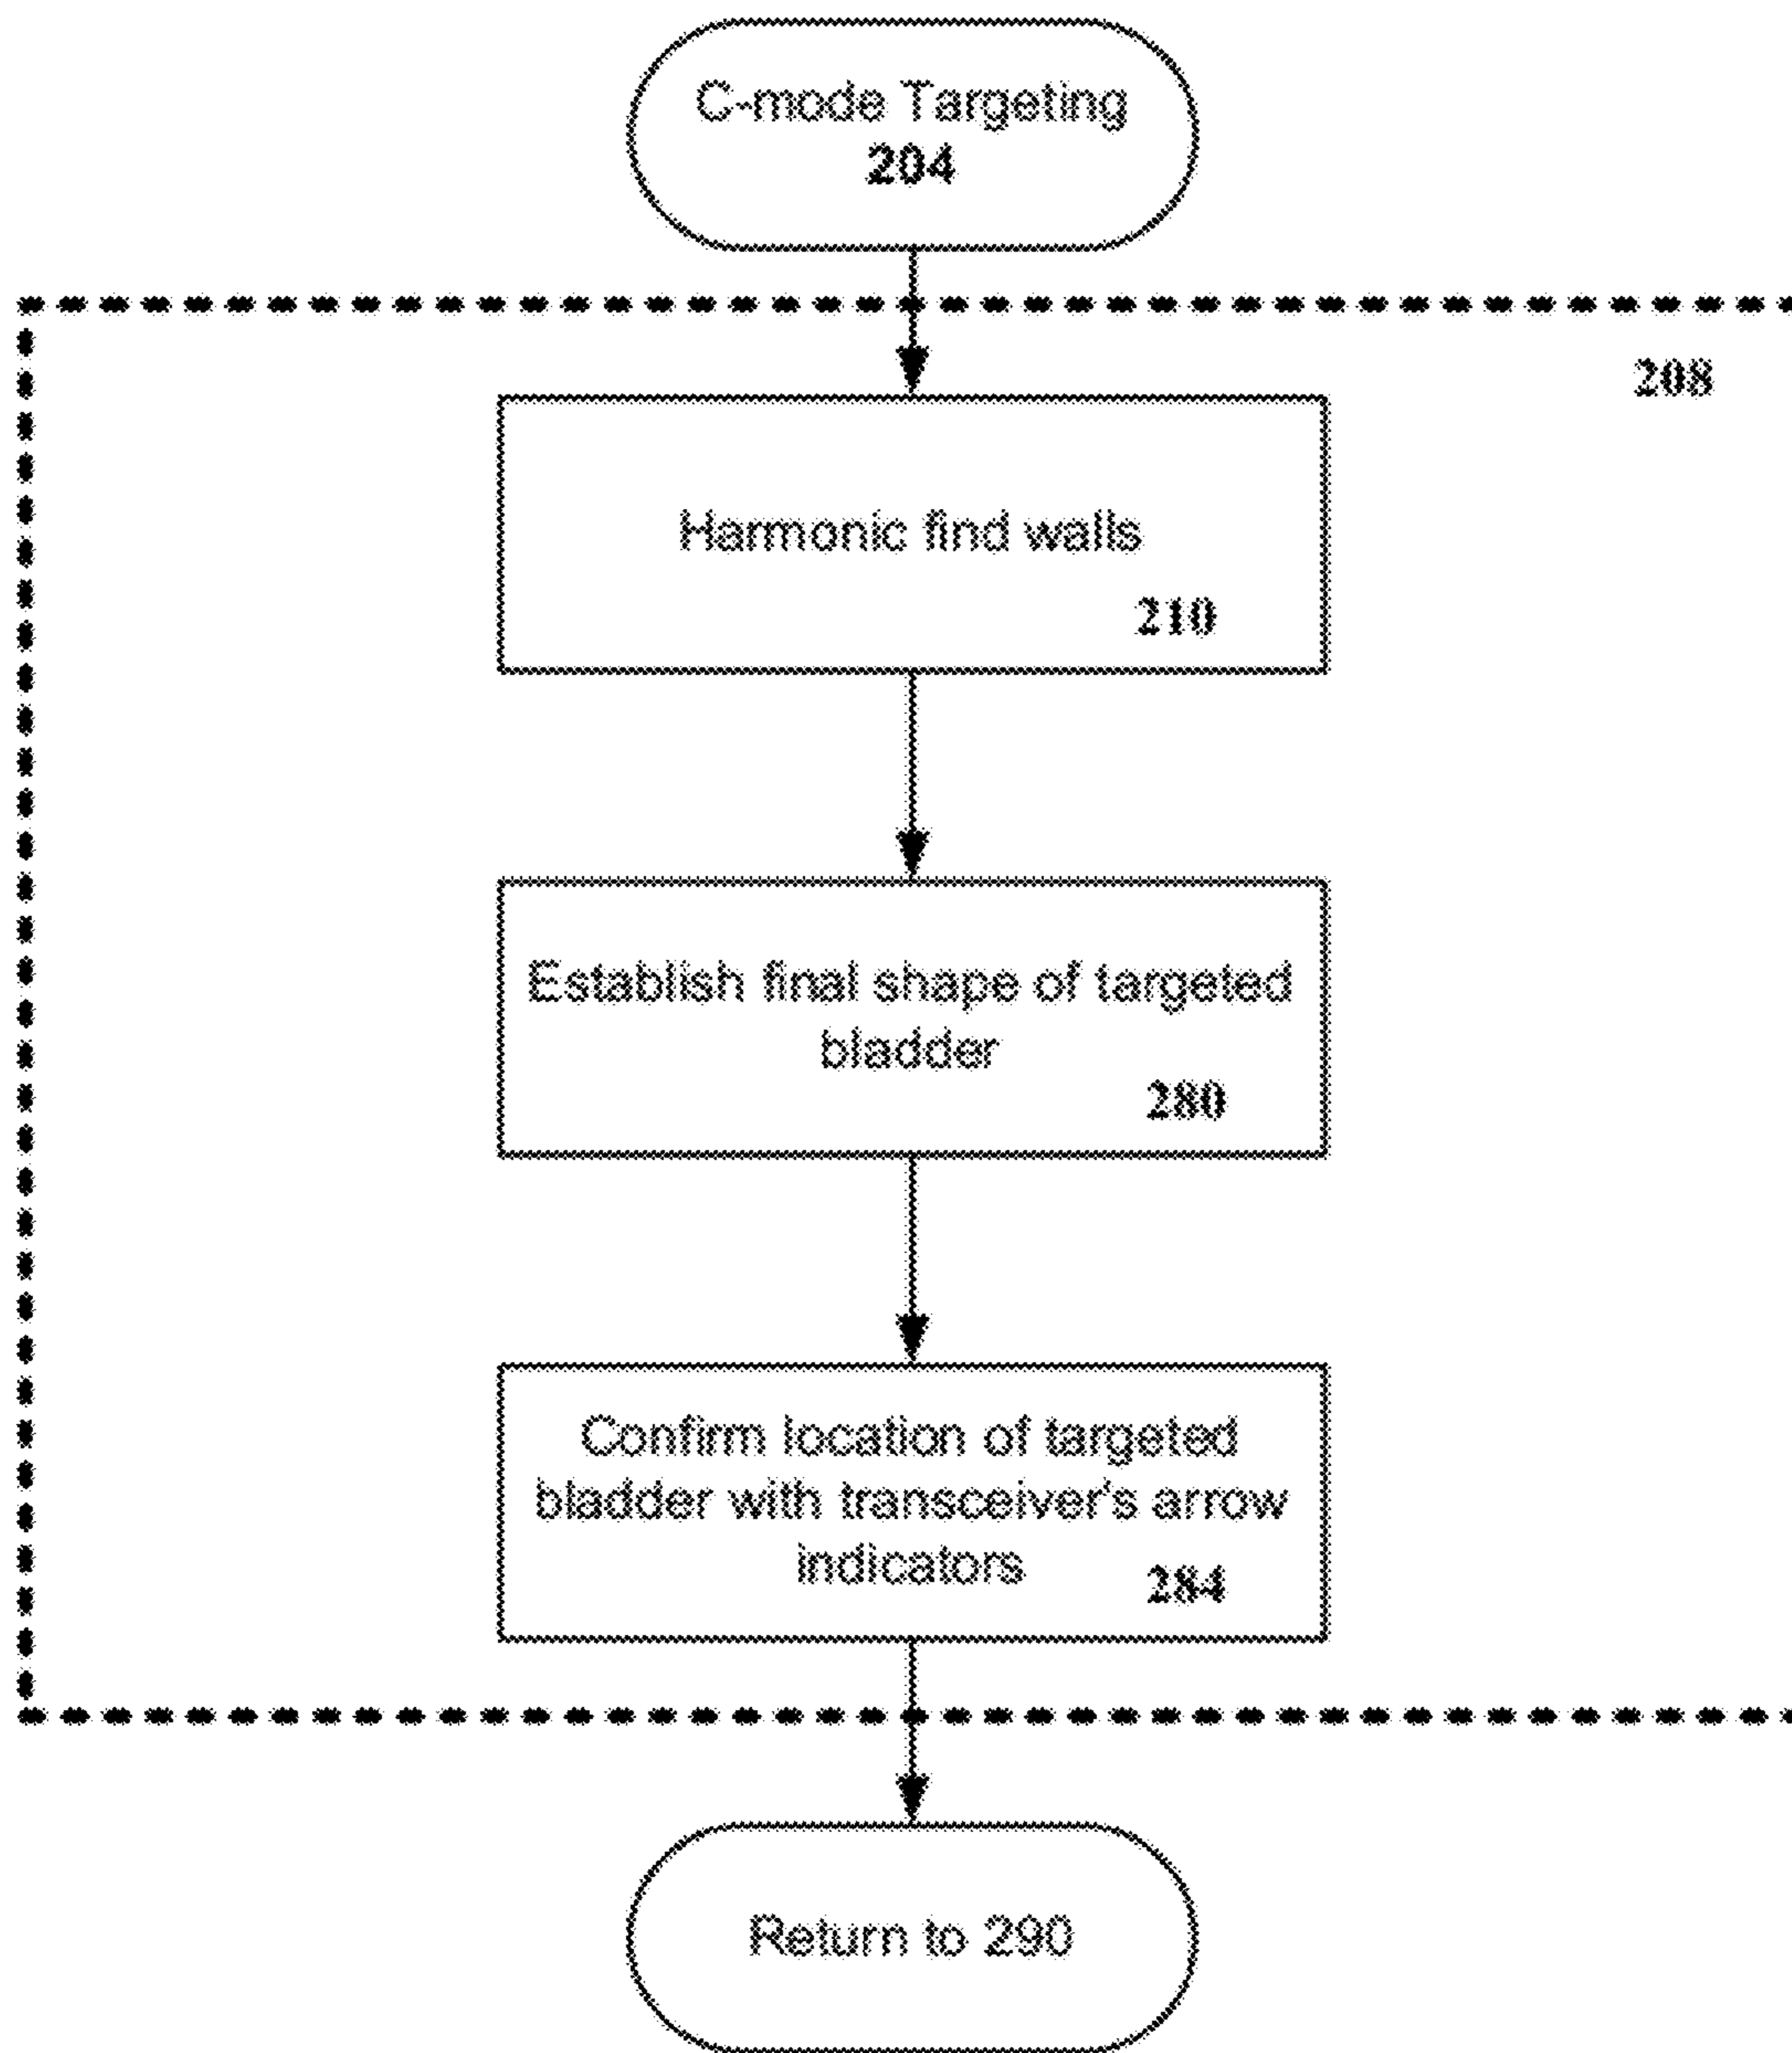 C-mode Targeting
204
208
Harmonic find walls
210
Establish final shape of targeted
bladder
280
Confirm location of targeted
bladder with transceiver's arrow
indicators
284
Return to 290